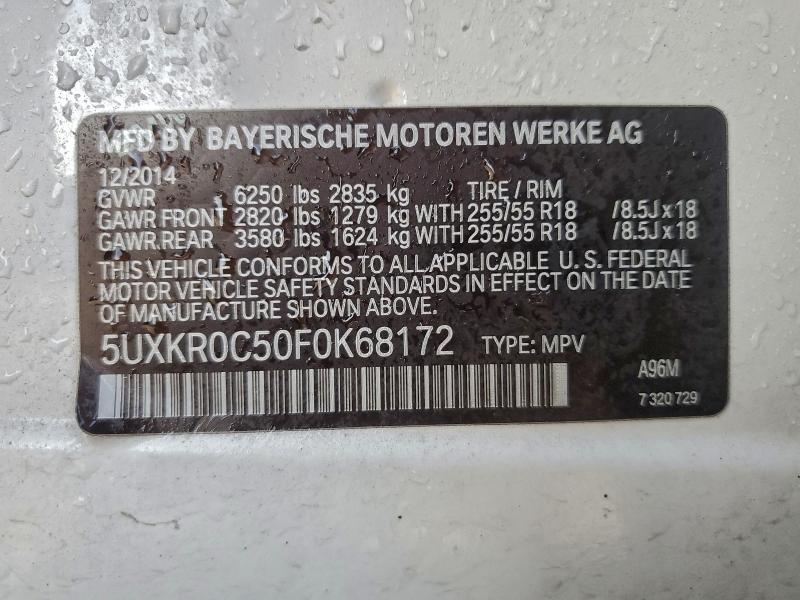 MFD BY BAYERISCHE MOTOREN WERKE AG
12/2014
GVWR 6250 lbs 2835 kg TIRE / RIM
GAWR FRONT 2820 lbs 1279 kg WITH 255/55 R18 /8.5J x 18
GAWR.REAR 3580 lbs 1624 kg WITH 255/55 R18 /8.5J x 18
THIS VEHICLE CONFORMS TO ALL APPLICABLE U. S. FEDERAL
MOTOR VEHICLE SAFETY STANDARDS IN EFFECT ON THE DATE
OF MANUFACTURE SHOWN ABOVE.
5UXKR0C50F0K68172 TYPE: MPV
A96M
7 320 729